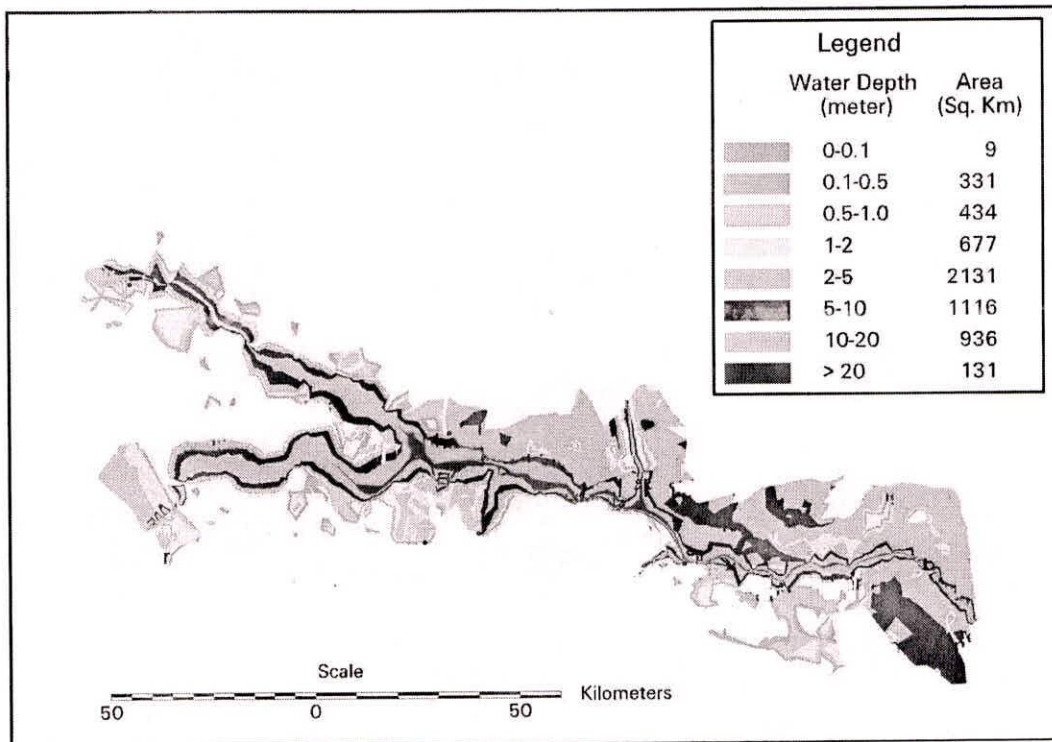 Legend
Water Depth Area
(meter) (Sq. Km)
0-0.1 9
0.1-0.5 331
0.5-1.0 434
1-2 677
2-5 2131
5-10 1116
10-20 936
> 20 131
Scale
Kilometers
50 0 50